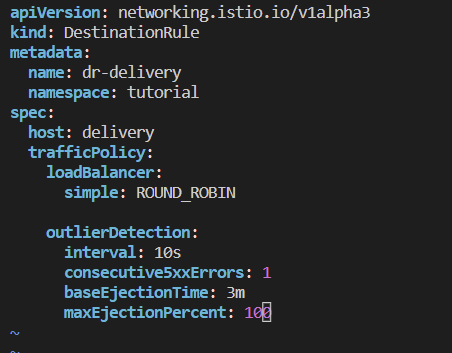 apiVersion: networking.istio.io/v1alpha3
kind: DestinationRule
metadata:
  name: dr-delivery
  namespace: tutorial
spec:
  host: delivery
  trafficPolicy:
    loadBalancer:
      simple: ROUND_ROBIN

    outlierDetection:
      interval: 10s
      consecutive5xxErrors: 1
      baseEjectionTime: 3m
      maxEjectionPercent: 100
~
~